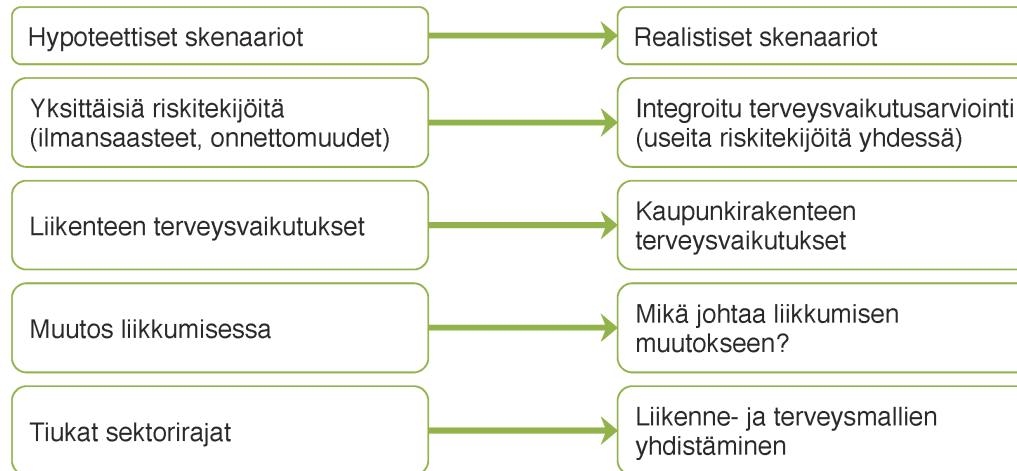 Hypoteettiset skenaariot
Realistiset skenaariot
Yksittäisiä riskitekijöitä
(ilmansaasteet, onnettomuudet)
Integroitu terveysvaikutusarviointi
(useita riskitekijöitä yhdessä)
Liikenteen terveysvaikutukset
Kaupunkirakenteen
terveysvaikutukset
Muutos liikkumisessa
Mikä johtaa liikkumisen
muutokseen?
Tiukat sektorirajat
Liikenne- ja terveysmallien
yhdistäminen